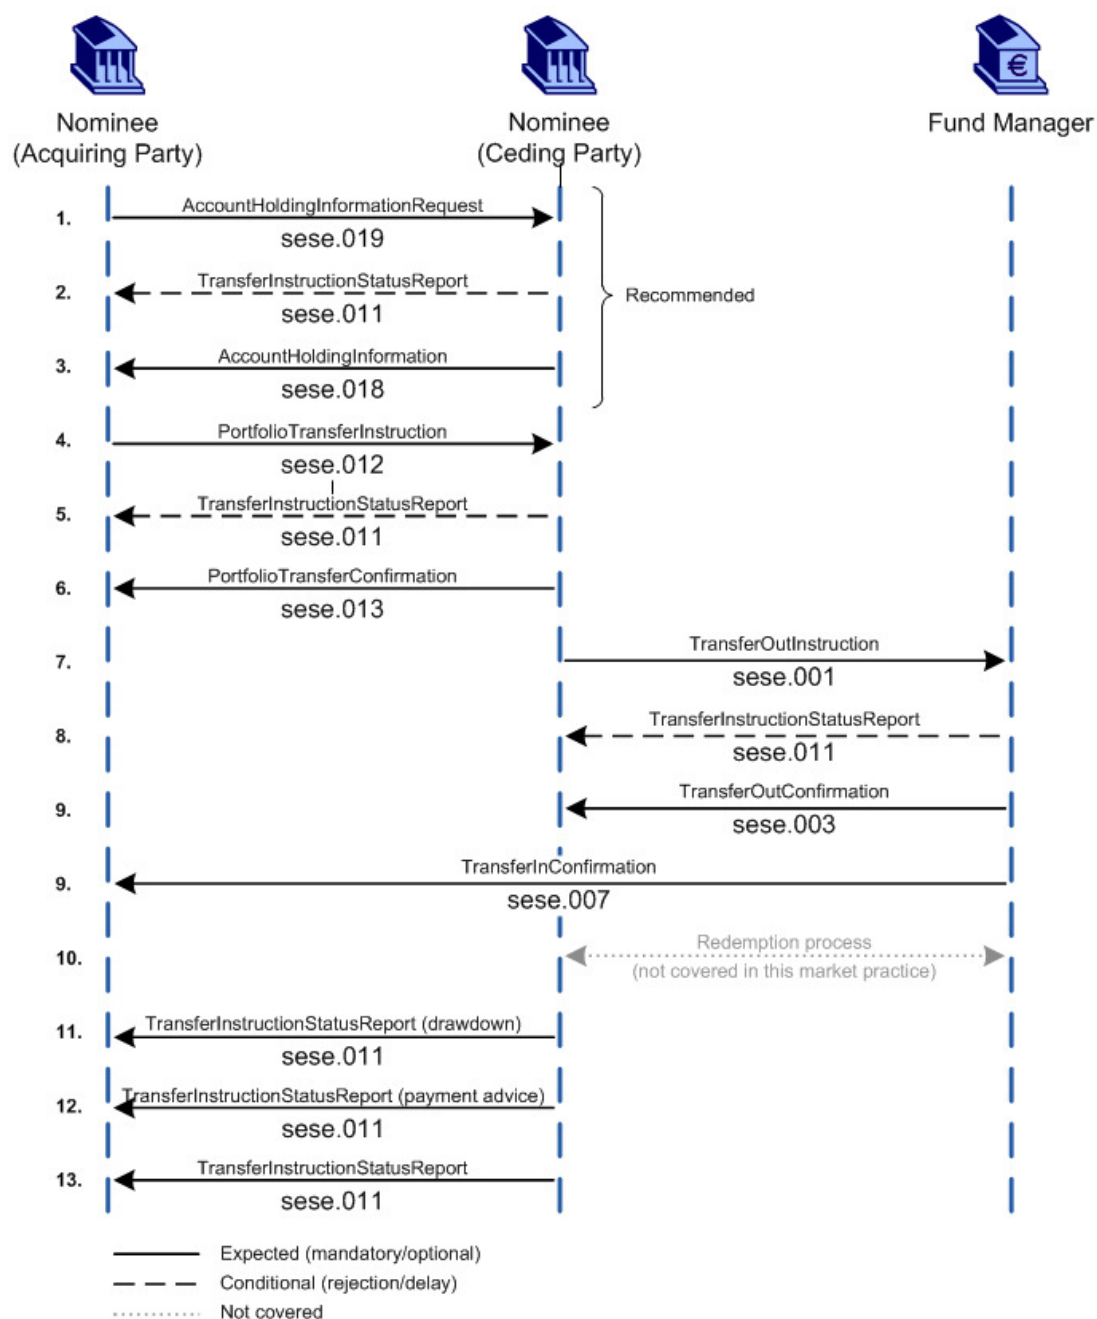 €
Nominee
(Acquiring Party)
Nominee
(Ceding Party)
Fund Manager
1.
AccountHoldingInformationRequest
sese.019
2.
TransferInstructionStatusReport
sese.011
Recommended
3.
AccountHoldingInformation
sese.018
4.
PortfolioTransferInstruction
sese.012
5.
TransferInstructionStatusReport
sese.011
6.
PortfolioTransferConfirmation
sese.013
7.
TransferOutInstruction
sese.001
8.
TransferInstructionStatusReport
sese.011
9.
TransferOutConfirmation
sese.003
9.
TransferInConfirmation
sese.007
10.
Redemption process
(not covered in this market practice)
11.
TransferInstructionStatusReport (drawdown)
sese.011
12.
TransferInstructionStatusReport (payment advice)
sese.011
13.
TransferInstructionStatusReport
sese.011
Expected (mandatory/optional)
Conditional (rejection/delay)
Not covered